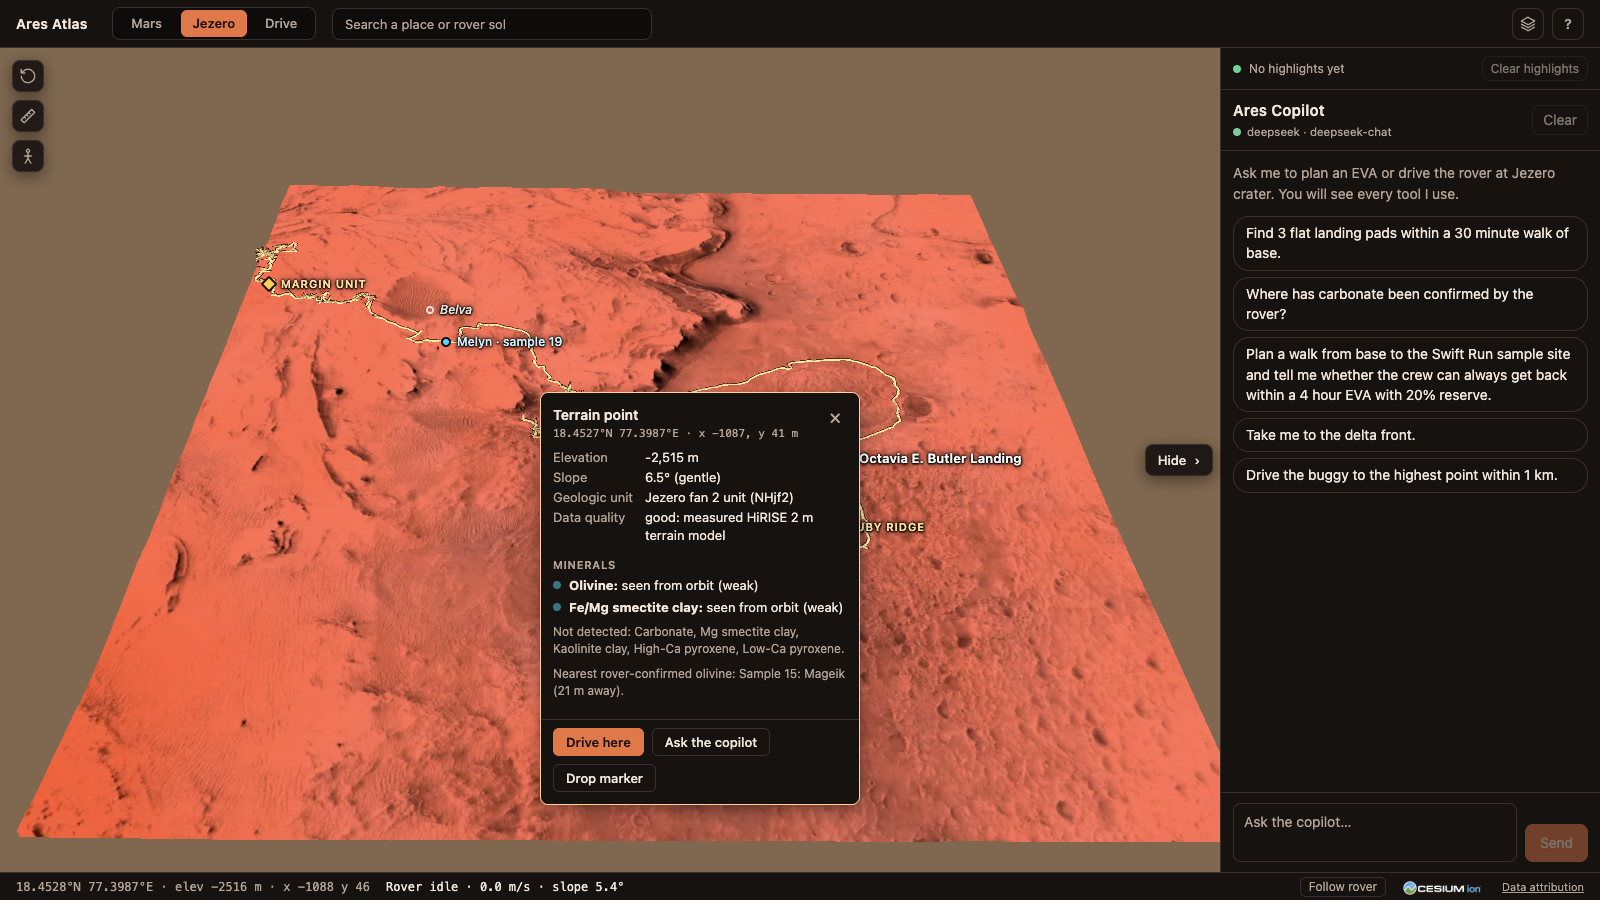 Ares Atlas
Mars
Jezero
Drive
Search a place or rover sol
?
No highlights yet
Clear highlights
Ares Copilot
deepseek · deepseek-chat
Clear
Ask me to plan an EVA or drive the rover at Jezero
crater. You will see every tool I use.
Find 3 flat landing pads within a 30 minute walk of
base.
Where has carbonate been confirmed by the
rover?
Plan a walk from base to the Swift Run sample site
and tell me whether the crew can always get back
within a 4 hour EVA with 20% reserve.
Take me to the delta front.
Drive the buggy to the highest point within 1 km.
Hide ›
MARGIN UNIT
Belva
Melyn · sample 19
Octavia E. Butler Landing
UBY RIDGE
Terrain point
18.4527°N 77.3987°E · x −1087, y 41 m
Elevation -2,515 m
Slope 6.5° (gentle)
Geologic unit Jezero fan 2 unit (NHjf2)
Data quality good: measured HiRISE 2 m
terrain model
MINERALS
Olivine: seen from orbit (weak)
Fe/Mg smectite clay: seen from orbit (weak)
Not detected: Carbonate, Mg smectite clay,
Kaolinite clay, High-Ca pyroxene, Low-Ca pyroxene.
Nearest rover-confirmed olivine: Sample 15: Mageik
(21 m away).
Drive here
Ask the copilot
Drop marker
Ask the copilot...
Send
18.4528°N 77.3987°E · elev −2516 m · x −1088 y 46
Rover idle · 0.0 m/s · slope 5.4°
Follow rover
CESIUM ion
Data attribution